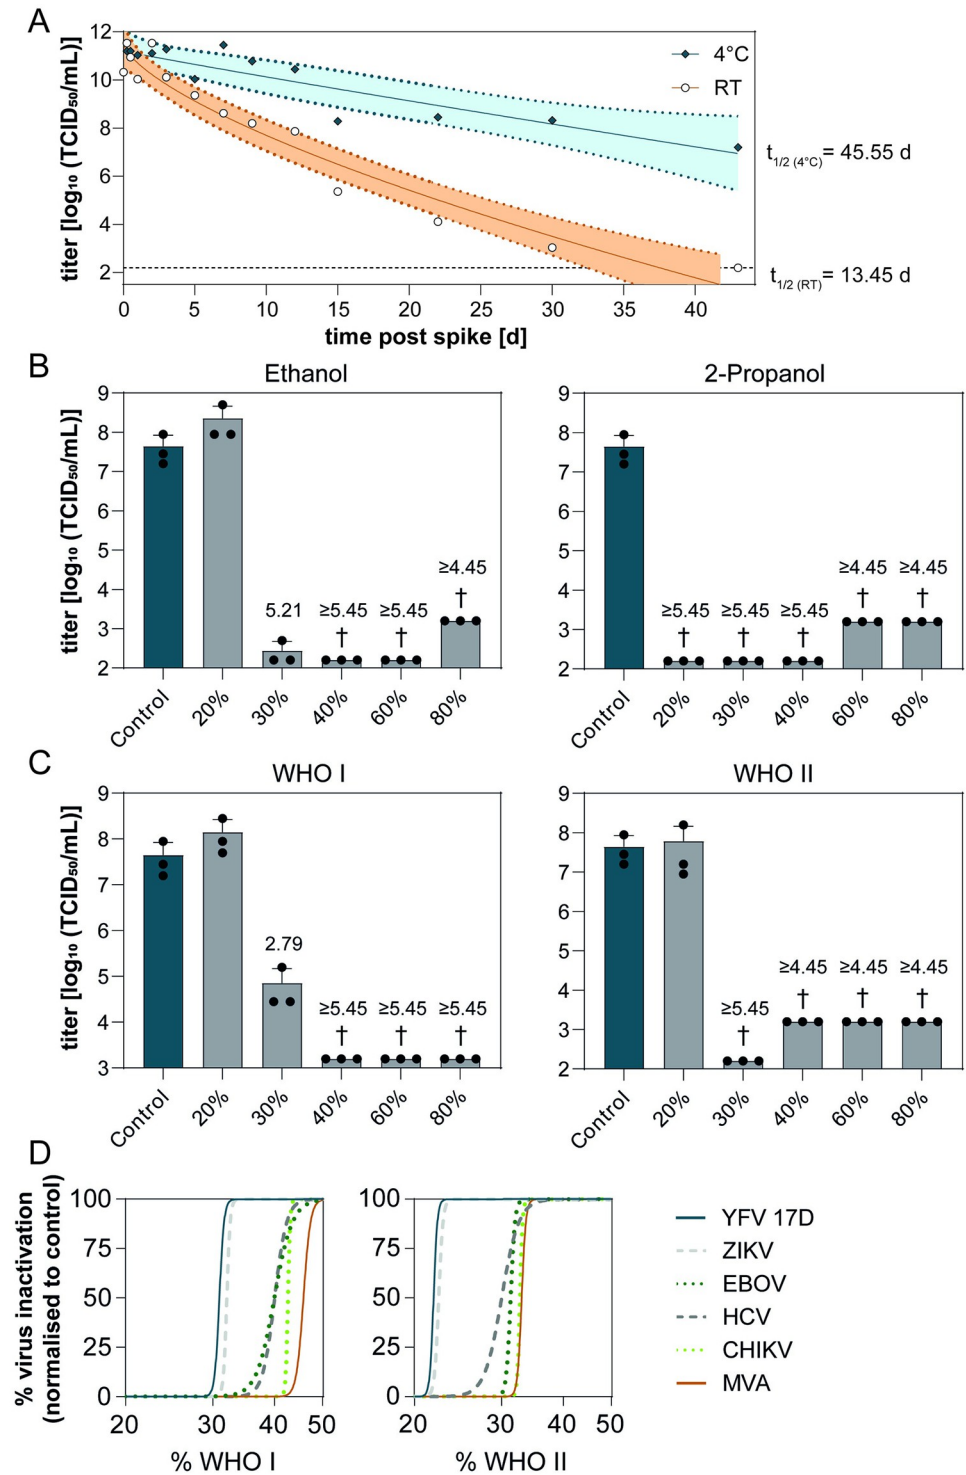 A
12
10
8
6
4
2
titer [log₁₀ (TCID₅₀/mL)]
4°C
RT
t₁/₂ (4°C)= 45.55 d
t₁/₂ (RT)= 13.45 d
0 5 10 15 20 25 30 35 40
time post spike [d]
B
Ethanol
9
8
7
6
5
4
3
2
titer [log₁₀ (TCID₅₀/mL)]
5.21 ≥5.45 ≥5.45 ≥4.45
† † †
Control 20% 30% 40% 60% 80%
2-Propanol
9
8
7
6
5
4
3
2
≥5.45 ≥5.45 ≥5.45 ≥4.45 ≥4.45
† † † † †
Control 20% 30% 40% 60% 80%
C
WHO I
9
8
7
6
5
4
3
titer [log₁₀ (TCID₅₀/mL)]
2.79 ≥5.45 ≥5.45 ≥5.45
† † †
Control 20% 30% 40% 60% 80%
WHO II
9
8
7
6
5
4
3
2
≥5.45 ≥4.45 ≥4.45 ≥4.45
† † † †
Control 20% 30% 40% 60% 80%
D
% virus inactivation
(normalised to control)
100
75
50
25
0
20 30 40 50
% WHO I
100
75
50
25
0
20 30 40 50
% WHO II
YFV 17D
ZIKV
EBOV
HCV
CHIKV
MVA